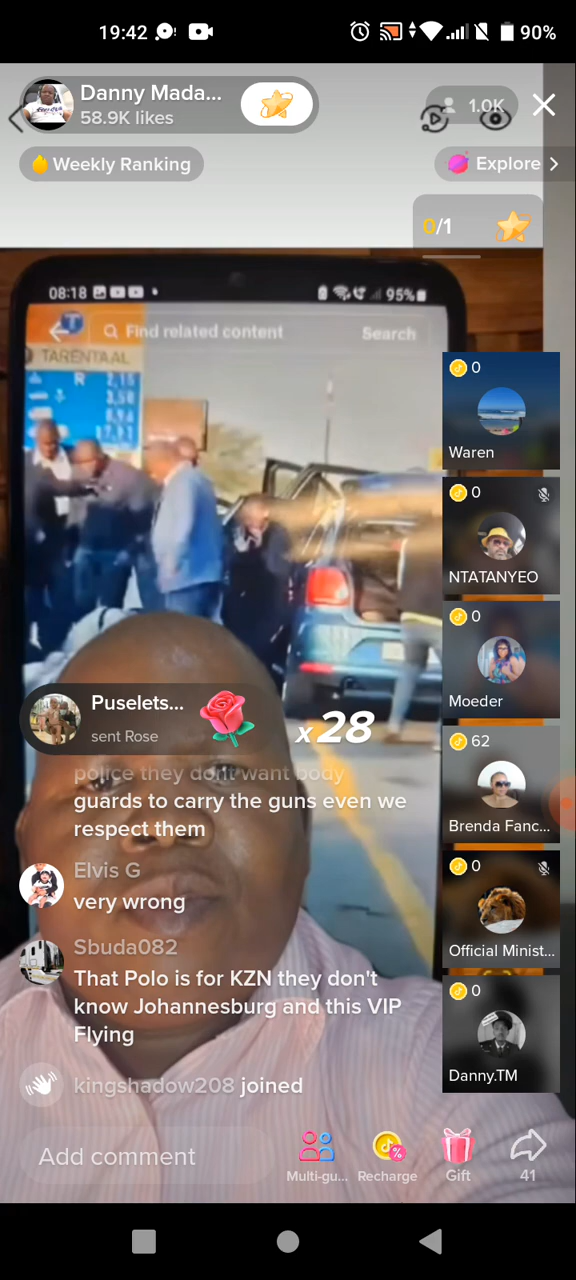 19:42
90%
Danny Mada...
58.9K likes
1.0K
Weekly Ranking
Explore
0/1
08:18
95%
Find related content
Search
TARENTAAL
R
0
Waren
0
NTATANYEO
0
Moeder
62
Brenda Fanc...
0
Official Minist...
0
Danny.TM
Puselets...
sent Rose
x28
police they dont want body
guards to carry the guns even we
respect them
Elvis G
very wrong
Sbuda082
That Polo is for KZN they don't
know Johannesburg and this VIP
Flying
kingshadow208 joined
Add comment
Multi-gu...
Recharge
Gift
41